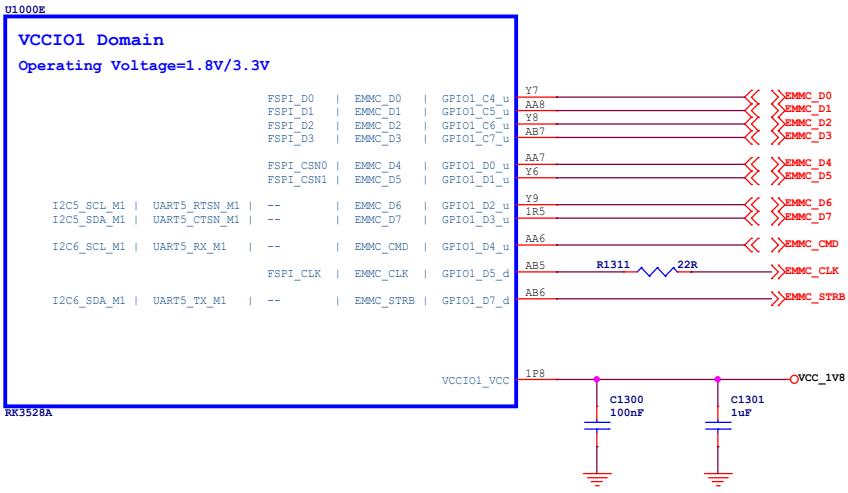 U1000E
VCCIO1 Domain
Operating Voltage=1.8V/3.3V
FSPI_D0 | EMMC_D0 | GPIO1_C4_u Y7 EMMC_D0
FSPI_D1 | EMMC_D1 | GPIO1_C5_u AA8 EMMC_D1
FSPI_D2 | EMMC_D2 | GPIO1_C6_u Y8 EMMC_D2
FSPI_D3 | EMMC_D3 | GPIO1_C7_u AB7 EMMC_D3
FSPI_CSN0 | EMMC_D4 | GPIO1_D0_u AA7 EMMC_D4
FSPI_CSN1 | EMMC_D5 | GPIO1_D1_u Y6 EMMC_D5
I2C5_SCL_M1 | UART5_RTSN_M1 | -- | EMMC_D6 | GPIO1_D2_u Y9 EMMC_D6
I2C5_SDA_M1 | UART5_CTSN_M1 | -- | EMMC_D7 | GPIO1_D3_u 1R5 EMMC_D7
I2C6_SCL_M1 | UART5_RX_M1 | -- | EMMC_CMD | GPIO1_D4_u AA6 EMMC_CMD
FSPI_CLK | EMMC_CLK | GPIO1_D5_d AB5 R1311 22R EMMC_CLK
I2C6_SDA_M1 | UART5_TX_M1 | -- | EMMC_STRB | GPIO1_D7_d AB6 EMMC_STRB
VCCIO1_VCC 1P8 VCC_1V8
RK3528A
C1300
100nF
C1301
1uF